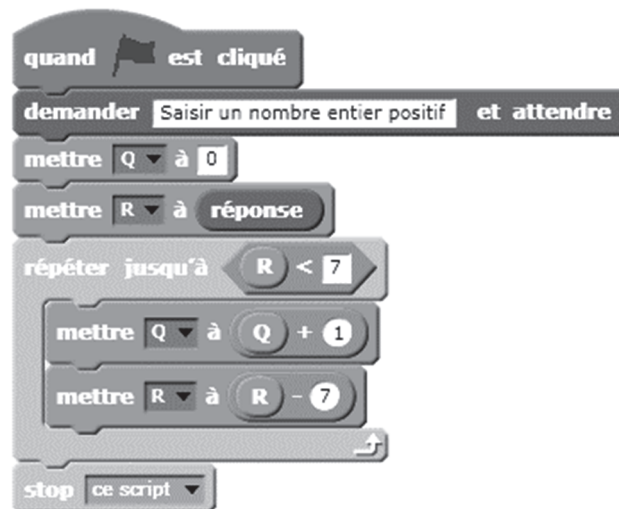 quand est cliqué
demander Saisir un nombre entier positif et attendre
mettre Q à 0
mettre R à réponse
répéter jusqu'à R < 7
mettre Q à Q + 1
mettre R à R - 7
stop ce script